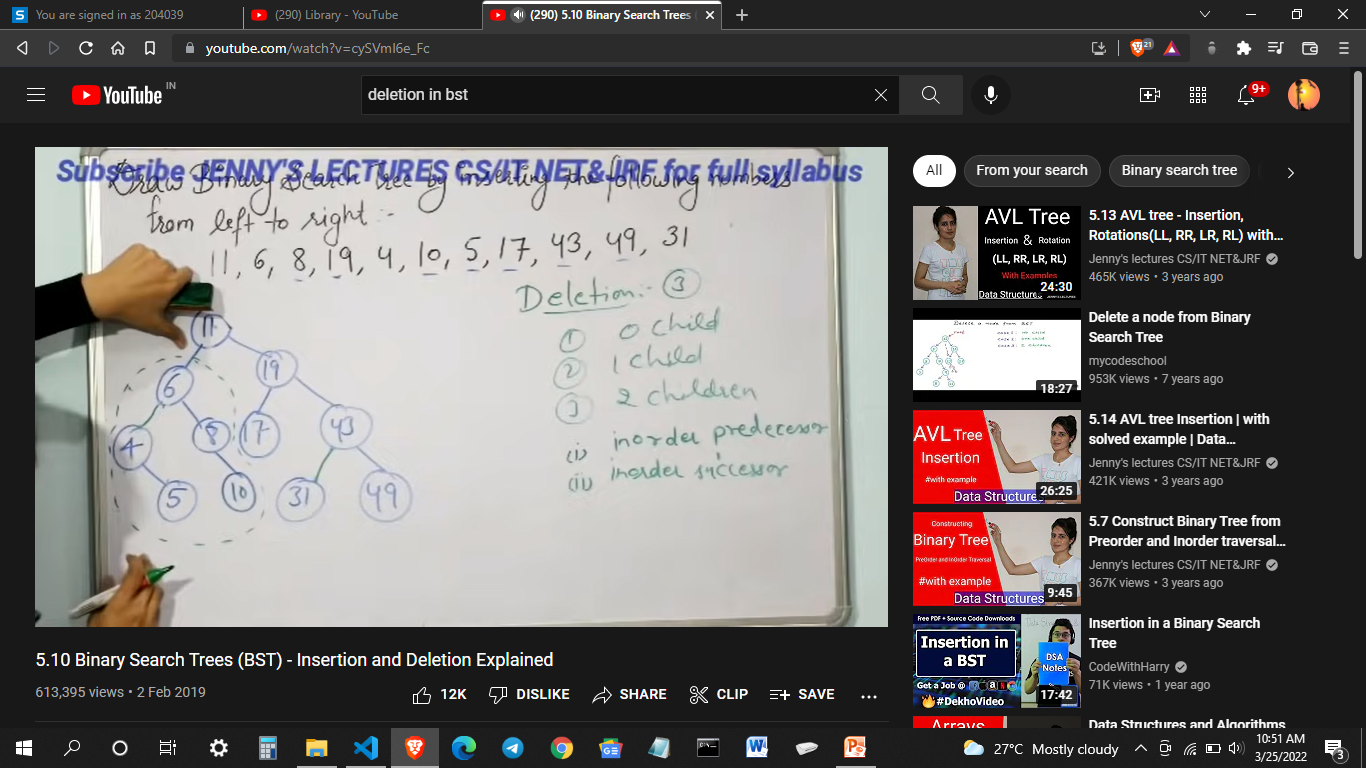 You are signed in as 204039
(290) Library - YouTube
(290) 5.10 Binary Search Trees
youtube.com/watch?v=cySVmI6e_Fc
21
YouTube IN
deletion in bst
9+
Subscribe JENNY'S LECTURES CS/IT NET&JRF for full syllabus
Draw Binary Search Tree by inserting the following numbers
from left to right :-
11, 6, 8, 19, 4, 10, 5, 17, 43, 49, 31
Deletion:- 3
1 0 child
2 1 child
3 2 children
(i) inorder predecessor
(ii) inorder successor
11
6 19
4 8 17 43
5 10 31 49
5.10 Binary Search Trees (BST) - Insertion and Deletion Explained
613,395 views • 2 Feb 2019
12K DISLIKE SHARE CLIP SAVE
All From your search Binary search tree
AVL Tree
Insertion & Rotation
(LL, RR, LR, RL)
With Examples
Data Structure
24:30
5.13 AVL tree - Insertion,
Rotations(LL, RR, LR, RL) with...
Jenny's lectures CS/IT NET&JRF
465K views • 3 years ago
Delete a node from BST
18:27
Delete a node from Binary
Search Tree
mycodeschool
953K views • 7 years ago
AVL Tree
Insertion
#with example
Data Structures
26:25
5.14 AVL tree Insertion | with
solved example | Data...
Jenny's lectures CS/IT NET&JRF
421K views • 3 years ago
Constructing
Binary Tree
PreOrder and InOrder Traversal
#with example
Data Structures
9:45
5.7 Construct Binary Tree from
Preorder and Inorder traversal...
Jenny's lectures CS/IT NET&JRF
367K views • 3 years ago
Free PDF + Source Code Downloads
Insertion in
a BST
DSA
Notes
Get a Job @
#DekhoVideo
17:42
Insertion in a Binary Search
Tree
CodeWithHarry
71K views • 1 year ago
Arrays
Data Structures and Algorithms
27°C Mostly cloudy
10:51 AM
3/25/2022
3